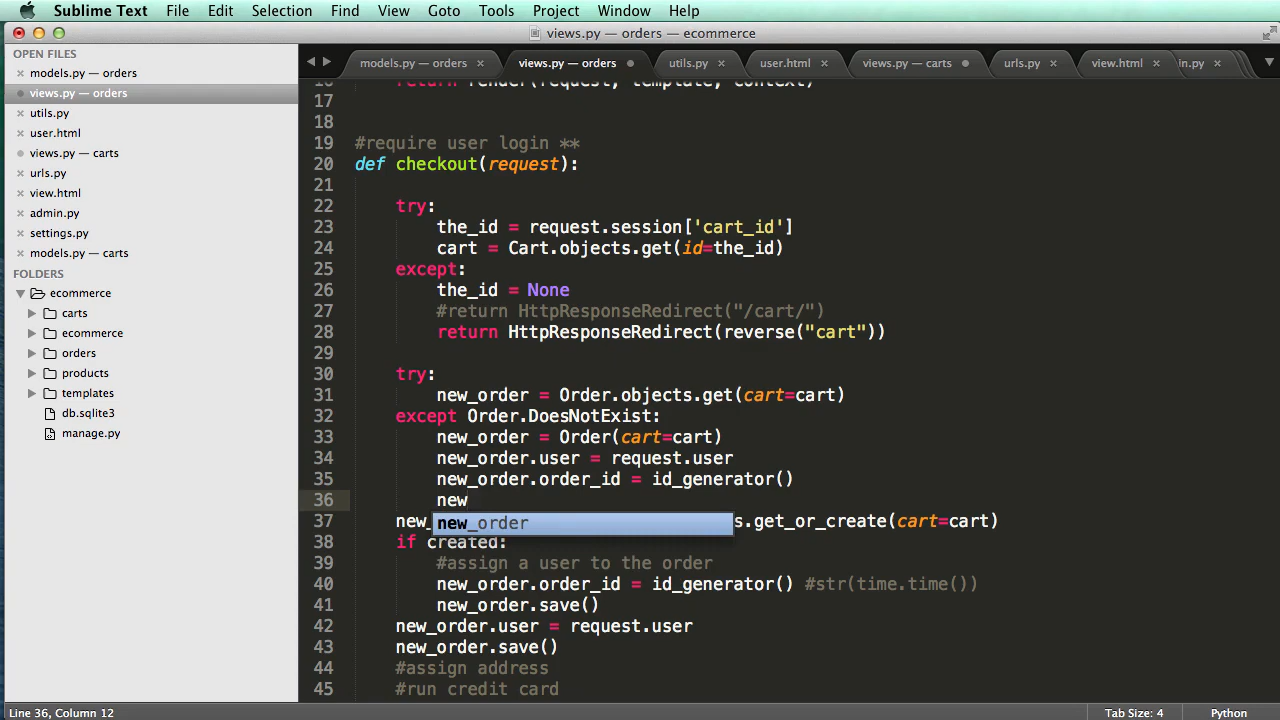 Sublime Text File Edit Selection Find View Goto Tools Project Window Help
views.py — orders — ecommerce
OPEN FILES
models.py — orders
views.py — orders
utils.py
user.html
views.py — carts
urls.py
view.html
admin.py
settings.py
models.py — carts
FOLDERS
ecommerce
carts
ecommerce
orders
products
templates
db.sqlite3
manage.py
models.py — orders views.py — orders utils.py user.html views.py — carts urls.py view.html in.py
16 return render(request, template, context)
17
18
19 #require user login **
20 def checkout(request):
21
22 try:
23 the_id = request.session['cart_id']
24 cart = Cart.objects.get(id=the_id)
25 except:
26 the_id = None
27 #return HttpResponseRedirect("/cart/")
28 return HttpResponseRedirect(reverse("cart"))
29
30 try:
31 new_order = Order.objects.get(cart=cart)
32 except Order.DoesNotExist:
33 new_order = Order(cart=cart)
34 new_order.user = request.user
35 new_order.order_id = id_generator()
36 new
new_order
37 new_ s.get_or_create(cart=cart)
38 if created:
39 #assign a user to the order
40 new_order.order_id = id_generator() #str(time.time())
41 new_order.save()
42 new_order.user = request.user
43 new_order.save()
44 #assign address
45 #run credit card
Line 36, Column 12 Tab Size: 4 Python